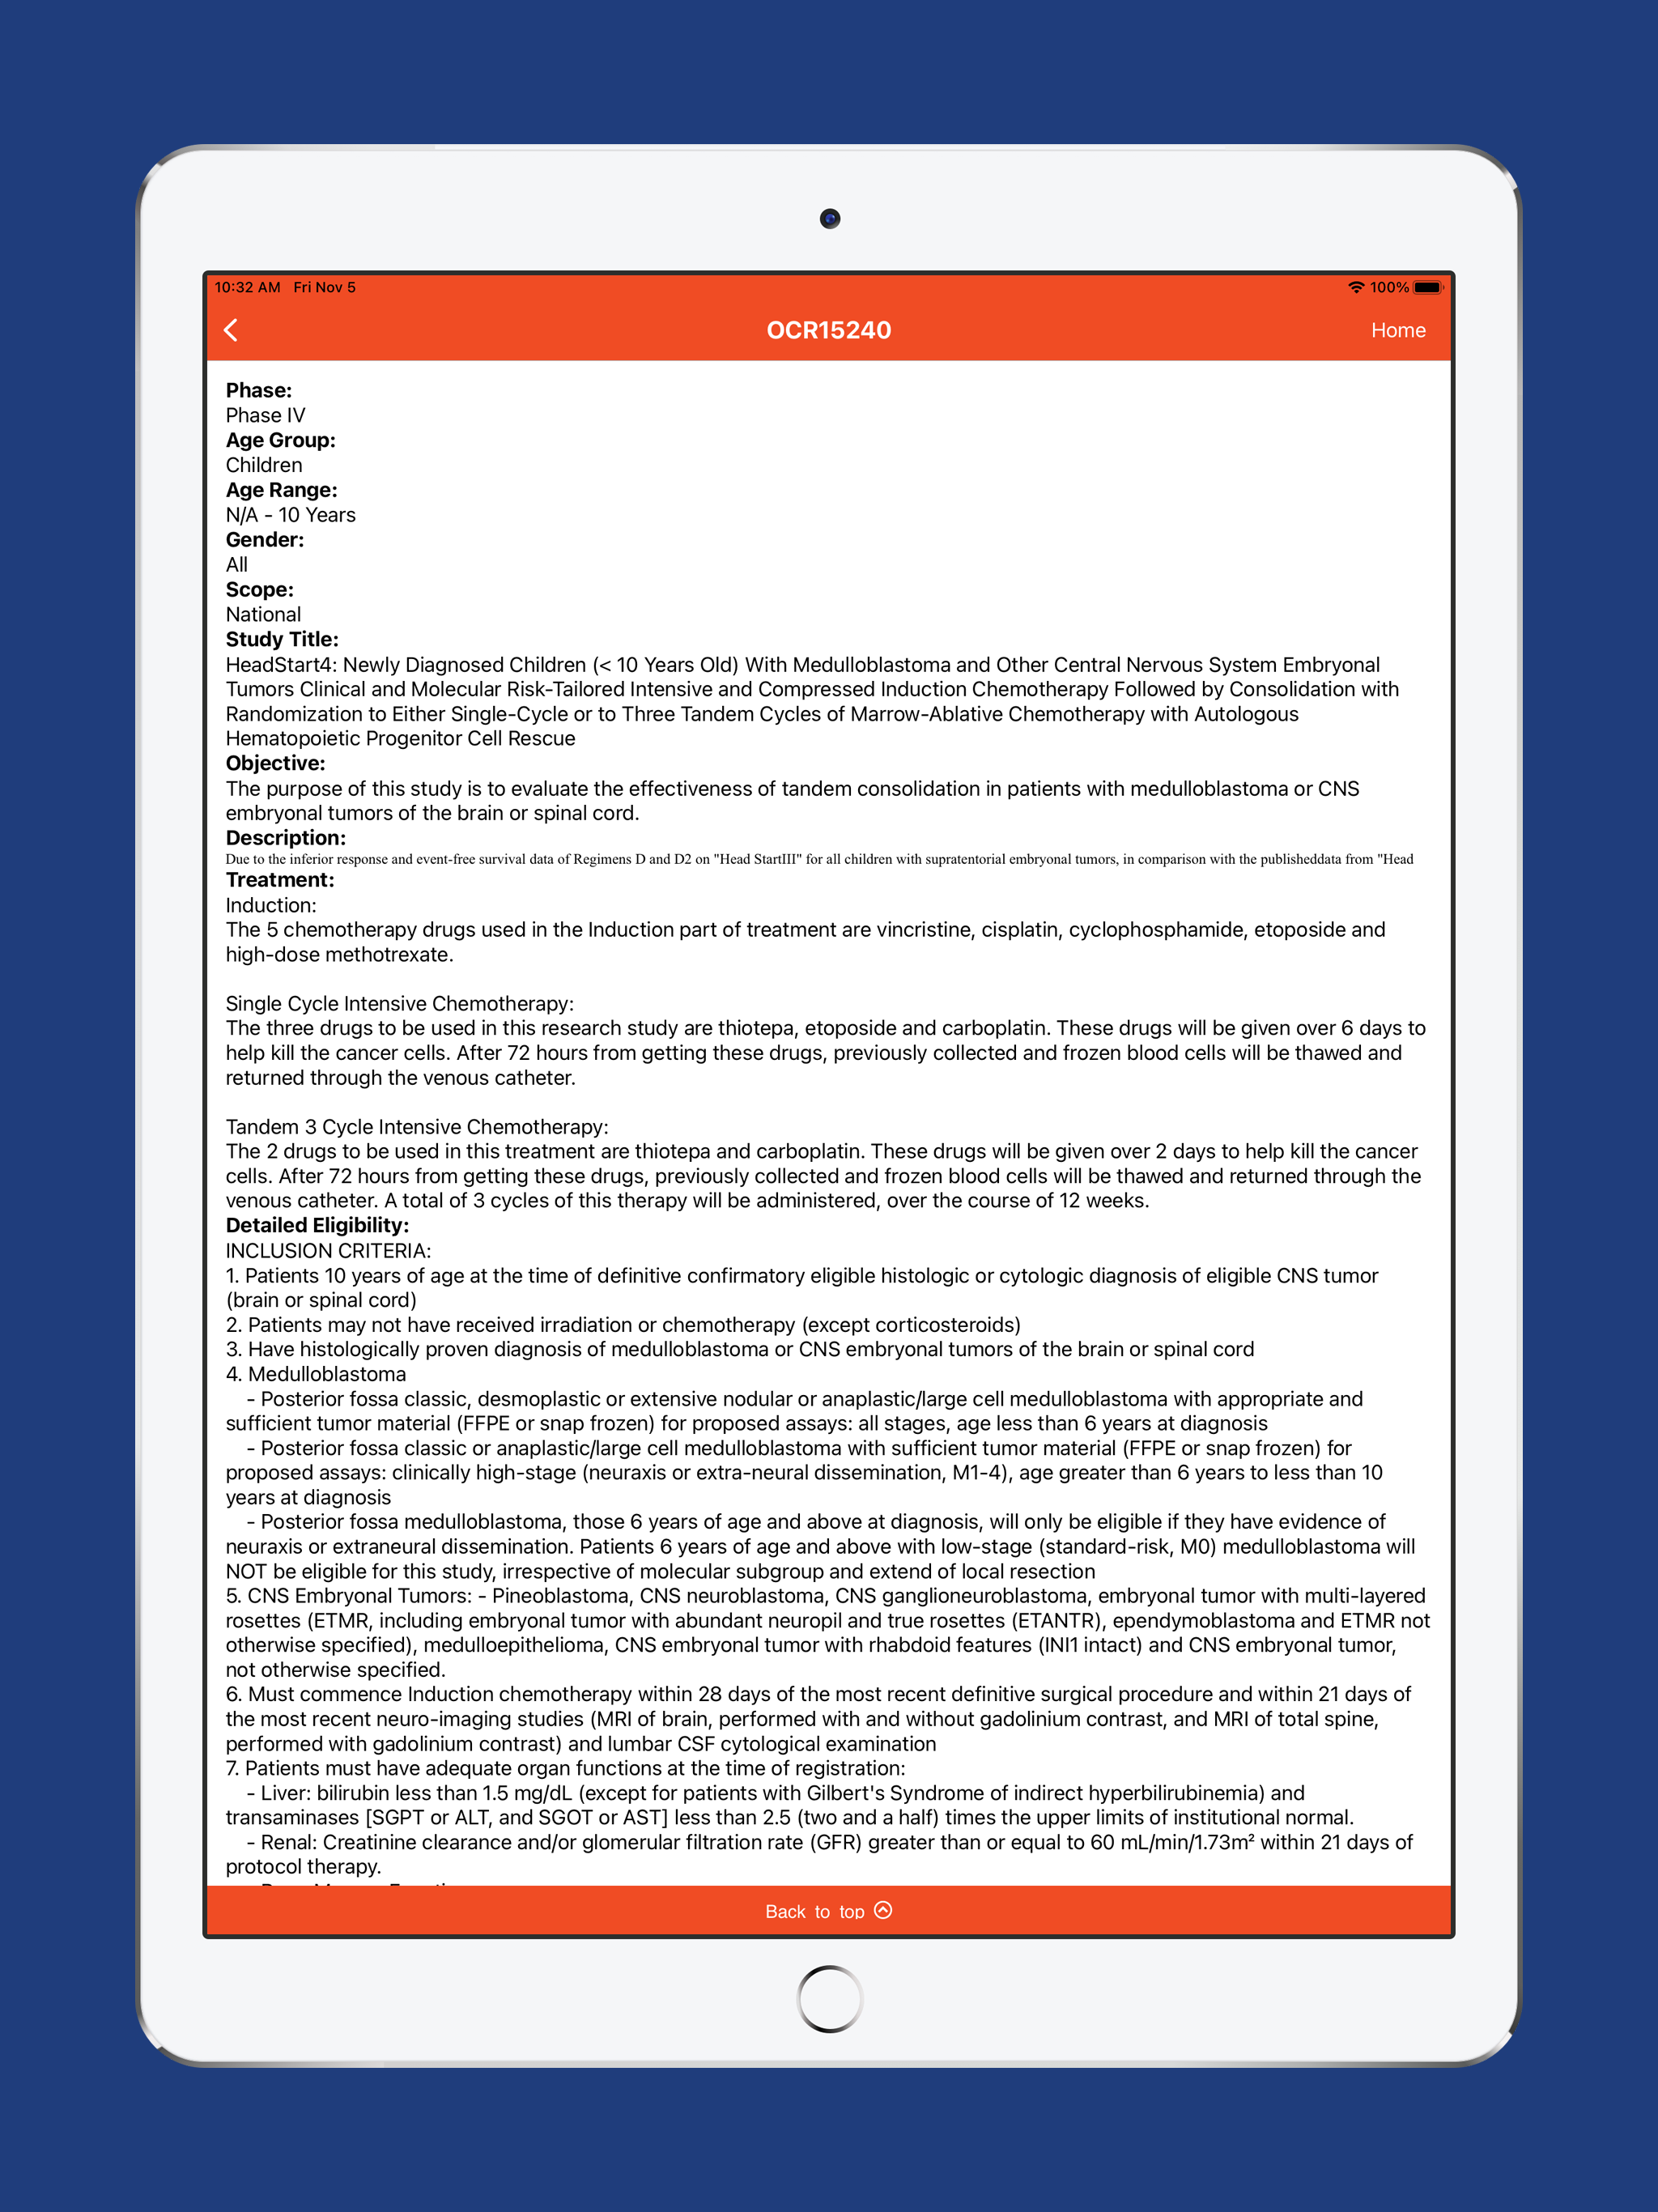 10:32 AM Fri Nov 5
100%
OCR15240
Home
Phase:
Phase IV
Age Group:
Children
Age Range:
N/A - 10 Years
Gender:
All
Scope:
National
Study Title:
HeadStart4: Newly Diagnosed Children (< 10 Years Old) With Medulloblastoma and Other Central Nervous System Embryonal
Tumors Clinical and Molecular Risk-Tailored Intensive and Compressed Induction Chemotherapy Followed by Consolidation with
Randomization to Either Single-Cycle or to Three Tandem Cycles of Marrow-Ablative Chemotherapy with Autologous
Hematopoietic Progenitor Cell Rescue
Objective:
The purpose of this study is to evaluate the effectiveness of tandem consolidation in patients with medulloblastoma or CNS
embryonal tumors of the brain or spinal cord.
Description:
Due to the inferior response and event-free survival data of Regimens D and D2 on "Head StartIII" for all children with supratentorial embryonal tumors, in comparison with the publisheddata from "Head
Treatment:
Induction:
The 5 chemotherapy drugs used in the Induction part of treatment are vincristine, cisplatin, cyclophosphamide, etoposide and
high-dose methotrexate.
Single Cycle Intensive Chemotherapy:
The three drugs to be used in this research study are thiotepa, etoposide and carboplatin. These drugs will be given over 6 days to
help kill the cancer cells. After 72 hours from getting these drugs, previously collected and frozen blood cells will be thawed and
returned through the venous catheter.
Tandem 3 Cycle Intensive Chemotherapy:
The 2 drugs to be used in this treatment are thiotepa and carboplatin. These drugs will be given over 2 days to help kill the cancer
cells. After 72 hours from getting these drugs, previously collected and frozen blood cells will be thawed and returned through the
venous catheter. A total of 3 cycles of this therapy will be administered, over the course of 12 weeks.
Detailed Eligibility:
INCLUSION CRITERIA:
1. Patients 10 years of age at the time of definitive confirmatory eligible histologic or cytologic diagnosis of eligible CNS tumor
(brain or spinal cord)
2. Patients may not have received irradiation or chemotherapy (except corticosteroids)
3. Have histologically proven diagnosis of medulloblastoma or CNS embryonal tumors of the brain or spinal cord
4. Medulloblastoma
- Posterior fossa classic, desmoplastic or extensive nodular or anaplastic/large cell medulloblastoma with appropriate and
sufficient tumor material (FFPE or snap frozen) for proposed assays: all stages, age less than 6 years at diagnosis
- Posterior fossa classic or anaplastic/large cell medulloblastoma with sufficient tumor material (FFPE or snap frozen) for
proposed assays: clinically high-stage (neuraxis or extra-neural dissemination, M1-4), age greater than 6 years to less than 10
years at diagnosis
- Posterior fossa medulloblastoma, those 6 years of age and above at diagnosis, will only be eligible if they have evidence of
neuraxis or extraneural dissemination. Patients 6 years of age and above with low-stage (standard-risk, M0) medulloblastoma will
NOT be eligible for this study, irrespective of molecular subgroup and extend of local resection
5. CNS Embryonal Tumors: - Pineoblastoma, CNS neuroblastoma, CNS ganglioneuroblastoma, embryonal tumor with multi-layered
rosettes (ETMR, including embryonal tumor with abundant neuropil and true rosettes (ETANTR), ependymoblastoma and ETMR not
otherwise specified), medulloepithelioma, CNS embryonal tumor with rhabdoid features (INI1 intact) and CNS embryonal tumor,
not otherwise specified.
6. Must commence Induction chemotherapy within 28 days of the most recent definitive surgical procedure and within 21 days of
the most recent neuro-imaging studies (MRI of brain, performed with and without gadolinium contrast, and MRI of total spine,
performed with gadolinium contrast) and lumbar CSF cytological examination
7. Patients must have adequate organ functions at the time of registration:
- Liver: bilirubin less than 1.5 mg/dL (except for patients with Gilbert's Syndrome of indirect hyperbilirubinemia) and
transaminases [SGPT or ALT, and SGOT or AST] less than 2.5 (two and a half) times the upper limits of institutional normal.
- Renal: Creatinine clearance and/or glomerular filtration rate (GFR) greater than or equal to 60 mL/min/1.73m² within 21 days of
protocol therapy.
Back to top